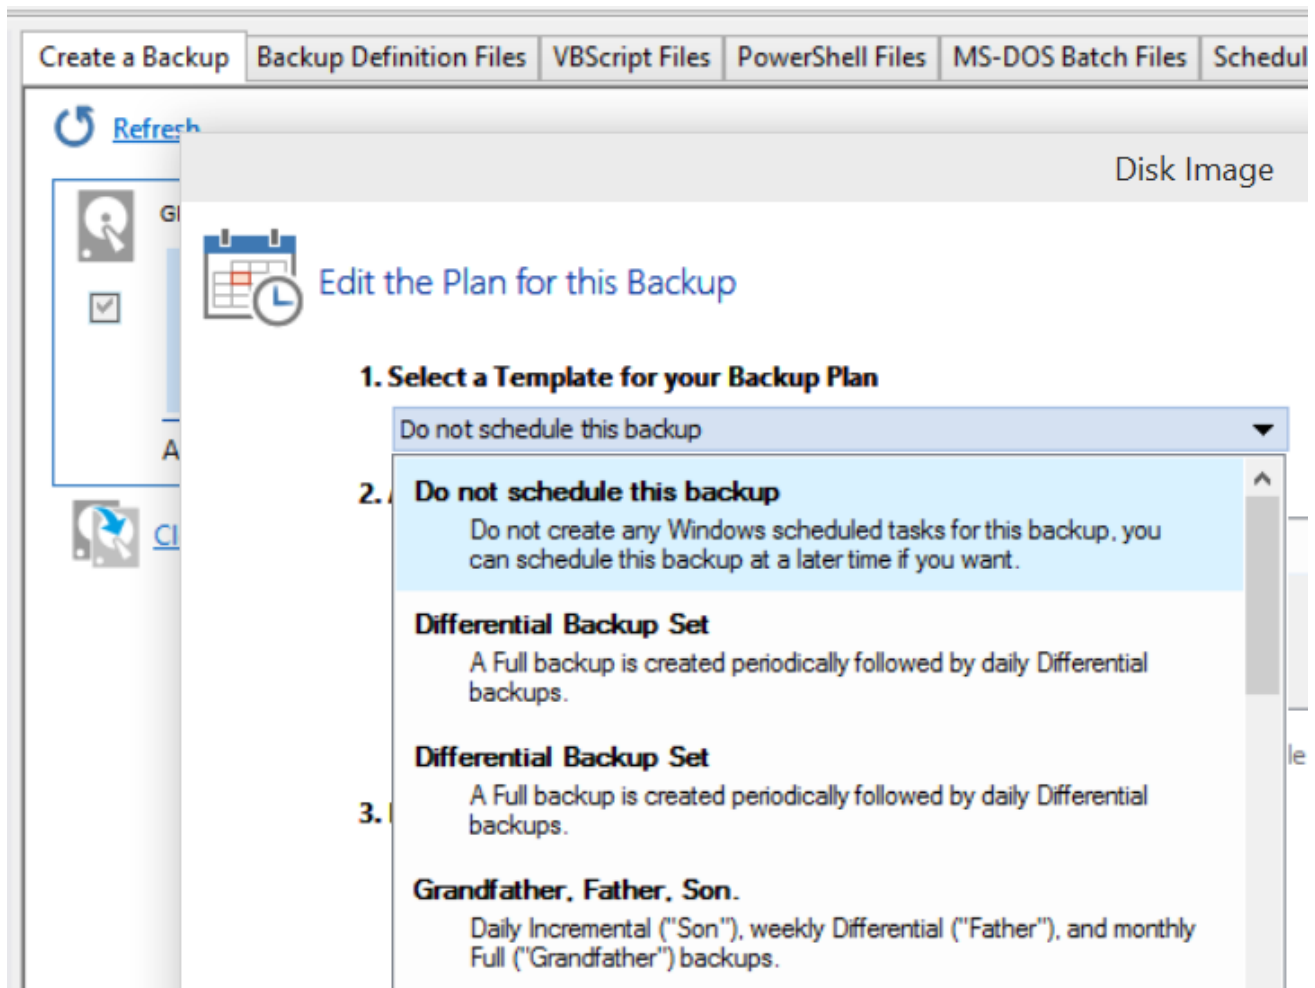 Create a Backup Backup Definition Files VBScript Files PowerShell Files MS-DOS Batch Files Schedul
Refresh
Disk Image
Edit the Plan for this Backup
1. Select a Template for your Backup Plan
Do not schedule this backup
2.
Do not schedule this backup
Do not create any Windows scheduled tasks for this backup, you
can schedule this backup at a later time if you want.
Differential Backup Set
A Full backup is created periodically followed by daily Differential
backups.
Differential Backup Set
A Full backup is created periodically followed by daily Differential
backups.
3.
Grandfather, Father, Son.
Daily Incremental ("Son"), weekly Differential ("Father"), and monthly
Full ("Grandfather") backups.